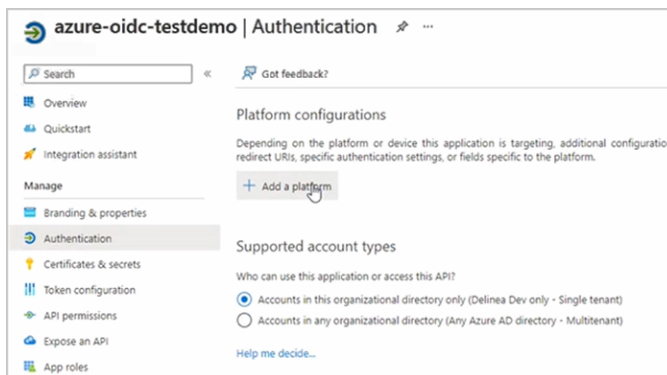 azure-oidc-testdemo | Authentication
Search
Overview
Quickstart
Integration assistant
Manage
Branding & properties
Authentication
Certificates & secrets
Token configuration
API permissions
Expose an API
App roles
Got feedback?
Platform configurations
Depending on the platform or device this application is targeting, additional configuratio
redirect URIs, specific authentication settings, or fields specific to the platform.
Add a platform
Supported account types
Who can use this application or access this API?
Accounts in this organizational directory only (Delinea Dev only - Single tenant)
Accounts in any organizational directory (Any Azure AD directory - Multitenant)
Help me decide...